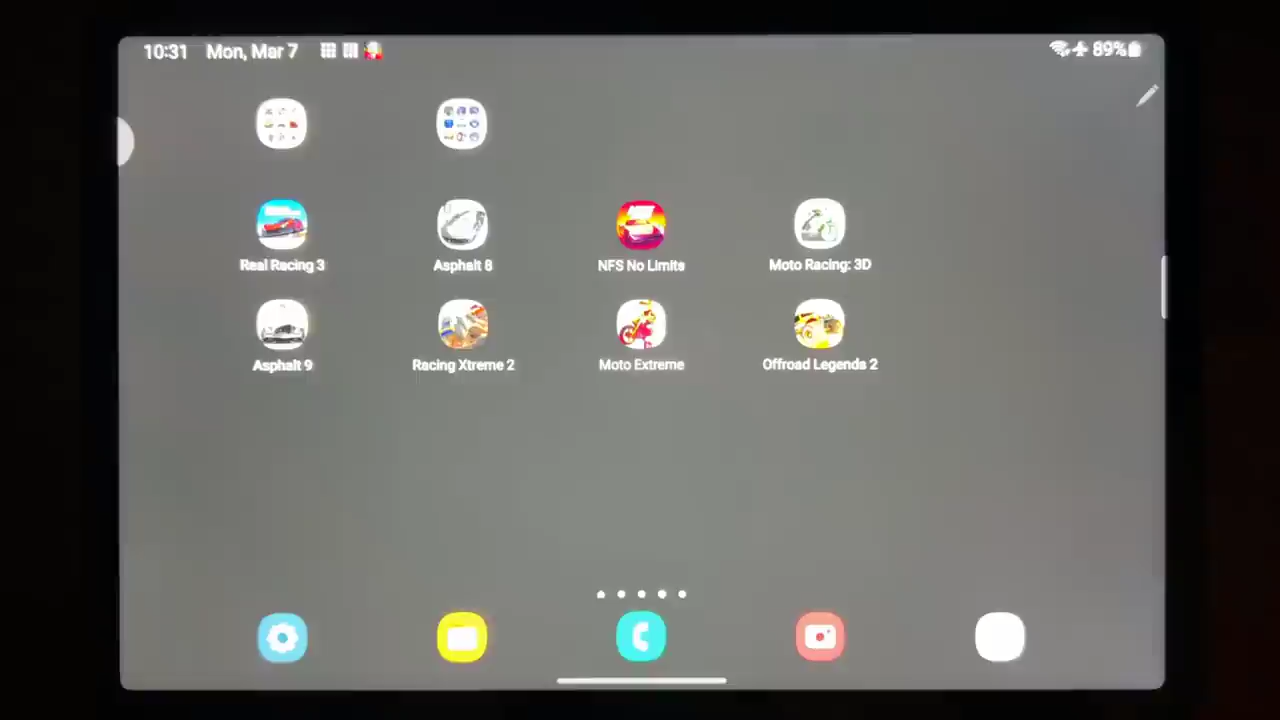 10:31 Mon, Mar 7 89%
Real Racing 3 Asphalt 8 NFS No Limits Moto Racing: 3D
Asphalt 9 Racing Xtreme 2 Moto Extreme Offroad Legends 2